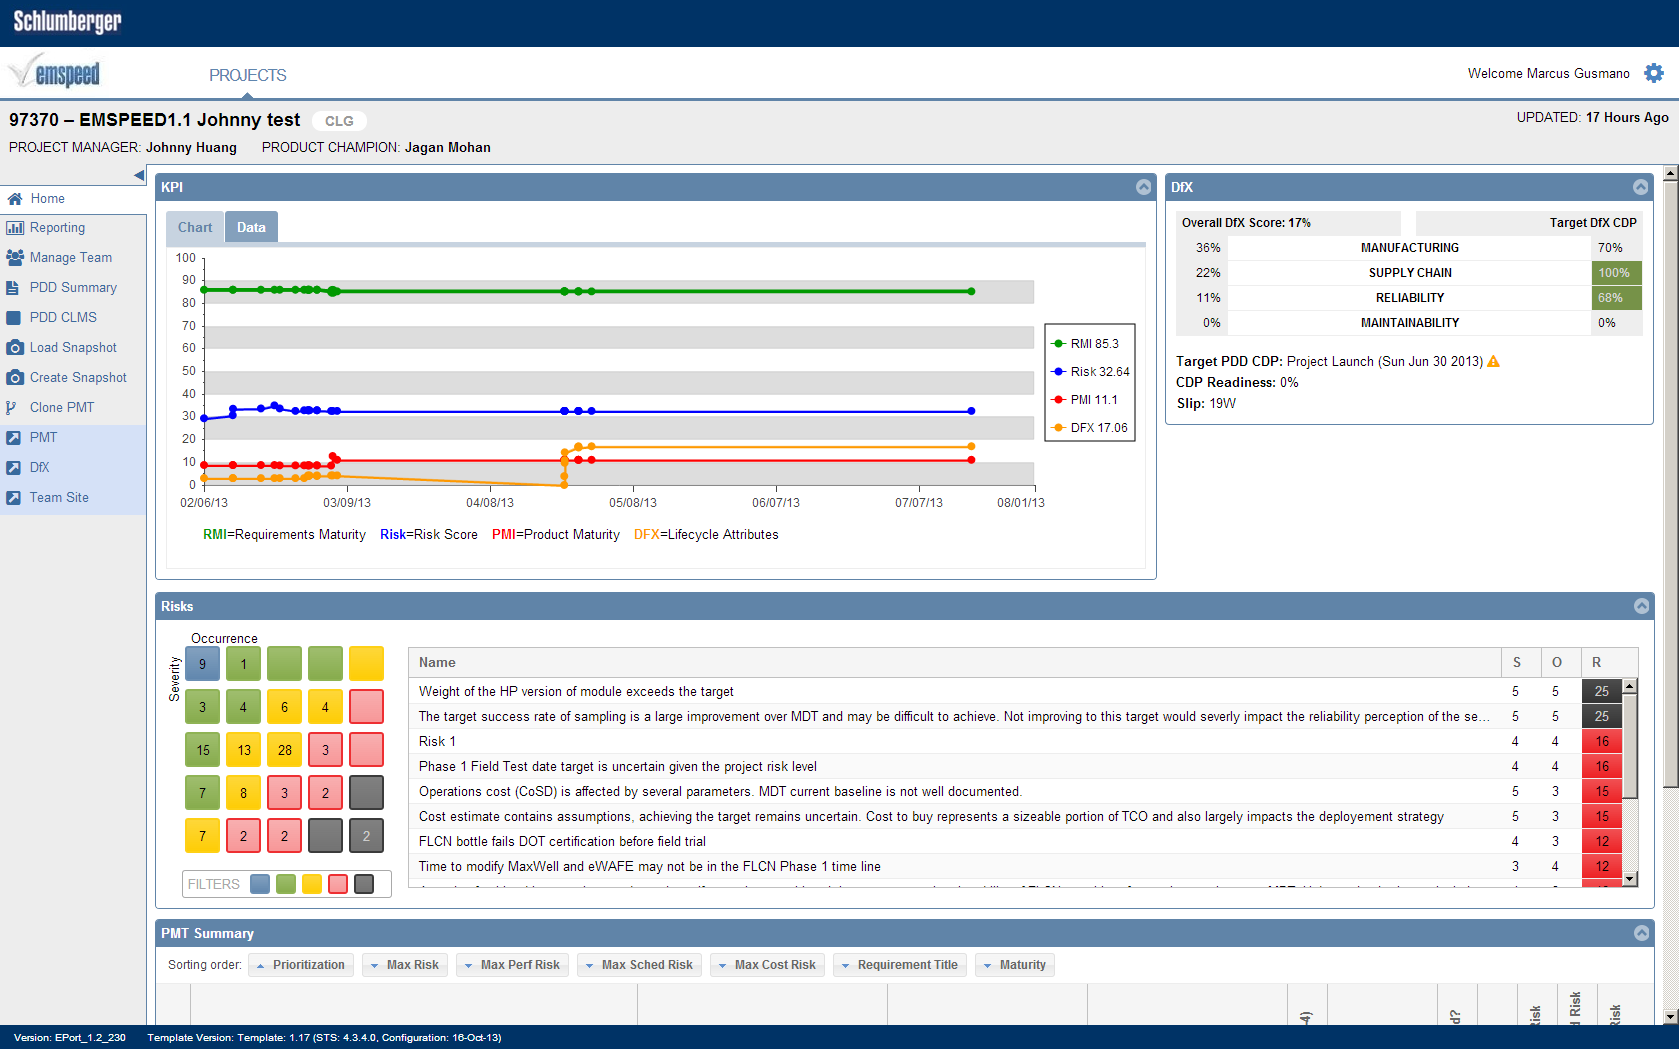 Schlumberger
emspeed
PROJECTS
Welcome Marcus Gusmano
97370 – EMSPEED1.1 Johnny test CLG
UPDATED: 17 Hours Ago
PROJECT MANAGER: Johnny Huang PRODUCT CHAMPION: Jagan Mohan
Home
Reporting
Manage Team
PDD Summary
PDD CLMS
Load Snapshot
Create Snapshot
Clone PMT
PMT
DfX
Team Site
KPI
Chart Data
100
90
80
70
60
50
40
30
20
10
0
02/06/13 03/09/13 04/08/13 05/08/13 06/07/13 07/07/13 08/01/13
RMI 85.3
Risk 32.64
PMI 11.1
DFX 17.06
RMI=Requirements Maturity Risk=Risk Score PMI=Product Maturity DFX=Lifecycle Attributes
DfX
Overall DfX Score: 17% Target DfX CDP
36% MANUFACTURING 70%
22% SUPPLY CHAIN 100%
11% RELIABILITY 68%
0% MAINTAINABILITY 0%
Target PDD CDP: Project Launch (Sun Jun 30 2013)
CDP Readiness: 0%
Slip: 19W
Risks
Occurrence
Severity
9 1
3 4 6 4
15 13 28 3
7 8 3 2
7 2 2 2
FILTERS
Name S O R
Weight of the HP version of module exceeds the target 5 5 25
The target success rate of sampling is a large improvement over MDT and may be difficult to achieve. Not improving to this target would severly impact the reliability perception of the se... 5 5 25
Risk 1 4 4 16
Phase 1 Field Test date target is uncertain given the project risk level 4 4 16
Operations cost (CoSD) is affected by several parameters. MDT current baseline is not well documented. 5 3 15
Cost estimate contains assumptions, achieving the target remains uncertain. Cost to buy represents a sizeable portion of TCO and also largely impacts the deployement strategy 5 3 15
FLCN bottle fails DOT certification before field trial 4 3 12
Time to modify MaxWell and eWAFE may not be in the FLCN Phase 1 time line 3 4 12
PMT Summary
Sorting order: Prioritization Max Risk Max Perf Risk Max Sched Risk Max Cost Risk Requirement Title Maturity
-4) d? Risk d Risk Risk
Version: EPort_1.2_230 Template Version: Template: 1.17 (STS: 4.3.4.0, Configuration: 16-Oct-13)